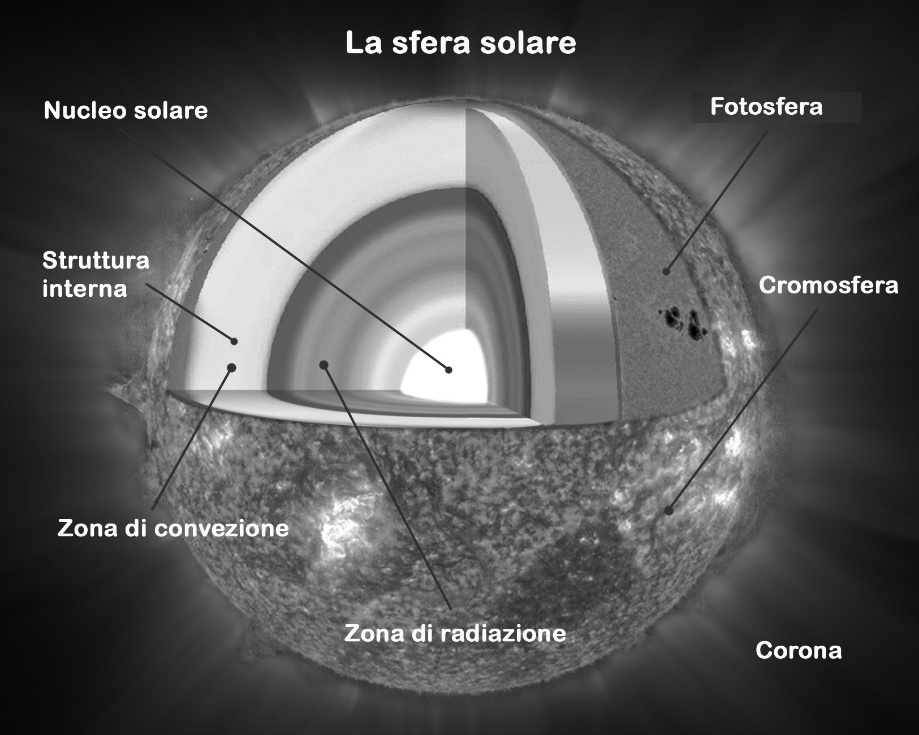 La sfera solare
Nucleo solare
Fotosfera
Struttura
interna
Cromosfera
Zona di convezione
Zona di radiazione
Corona